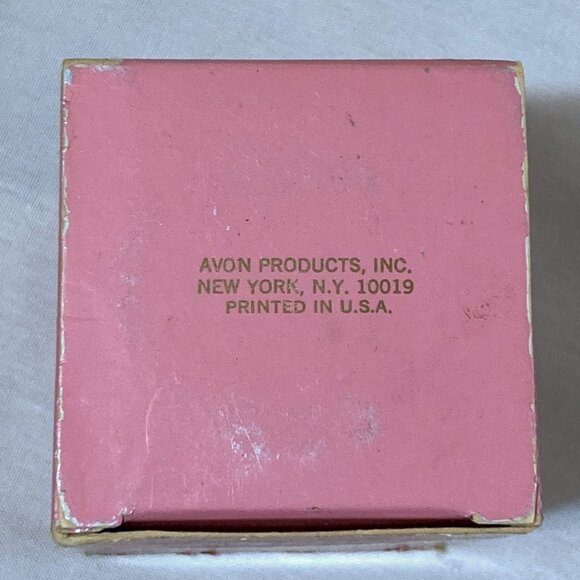 AVON PRODUCTS, INC.
NEW YORK, N.Y. 10019
PRINTED IN U.S.A.